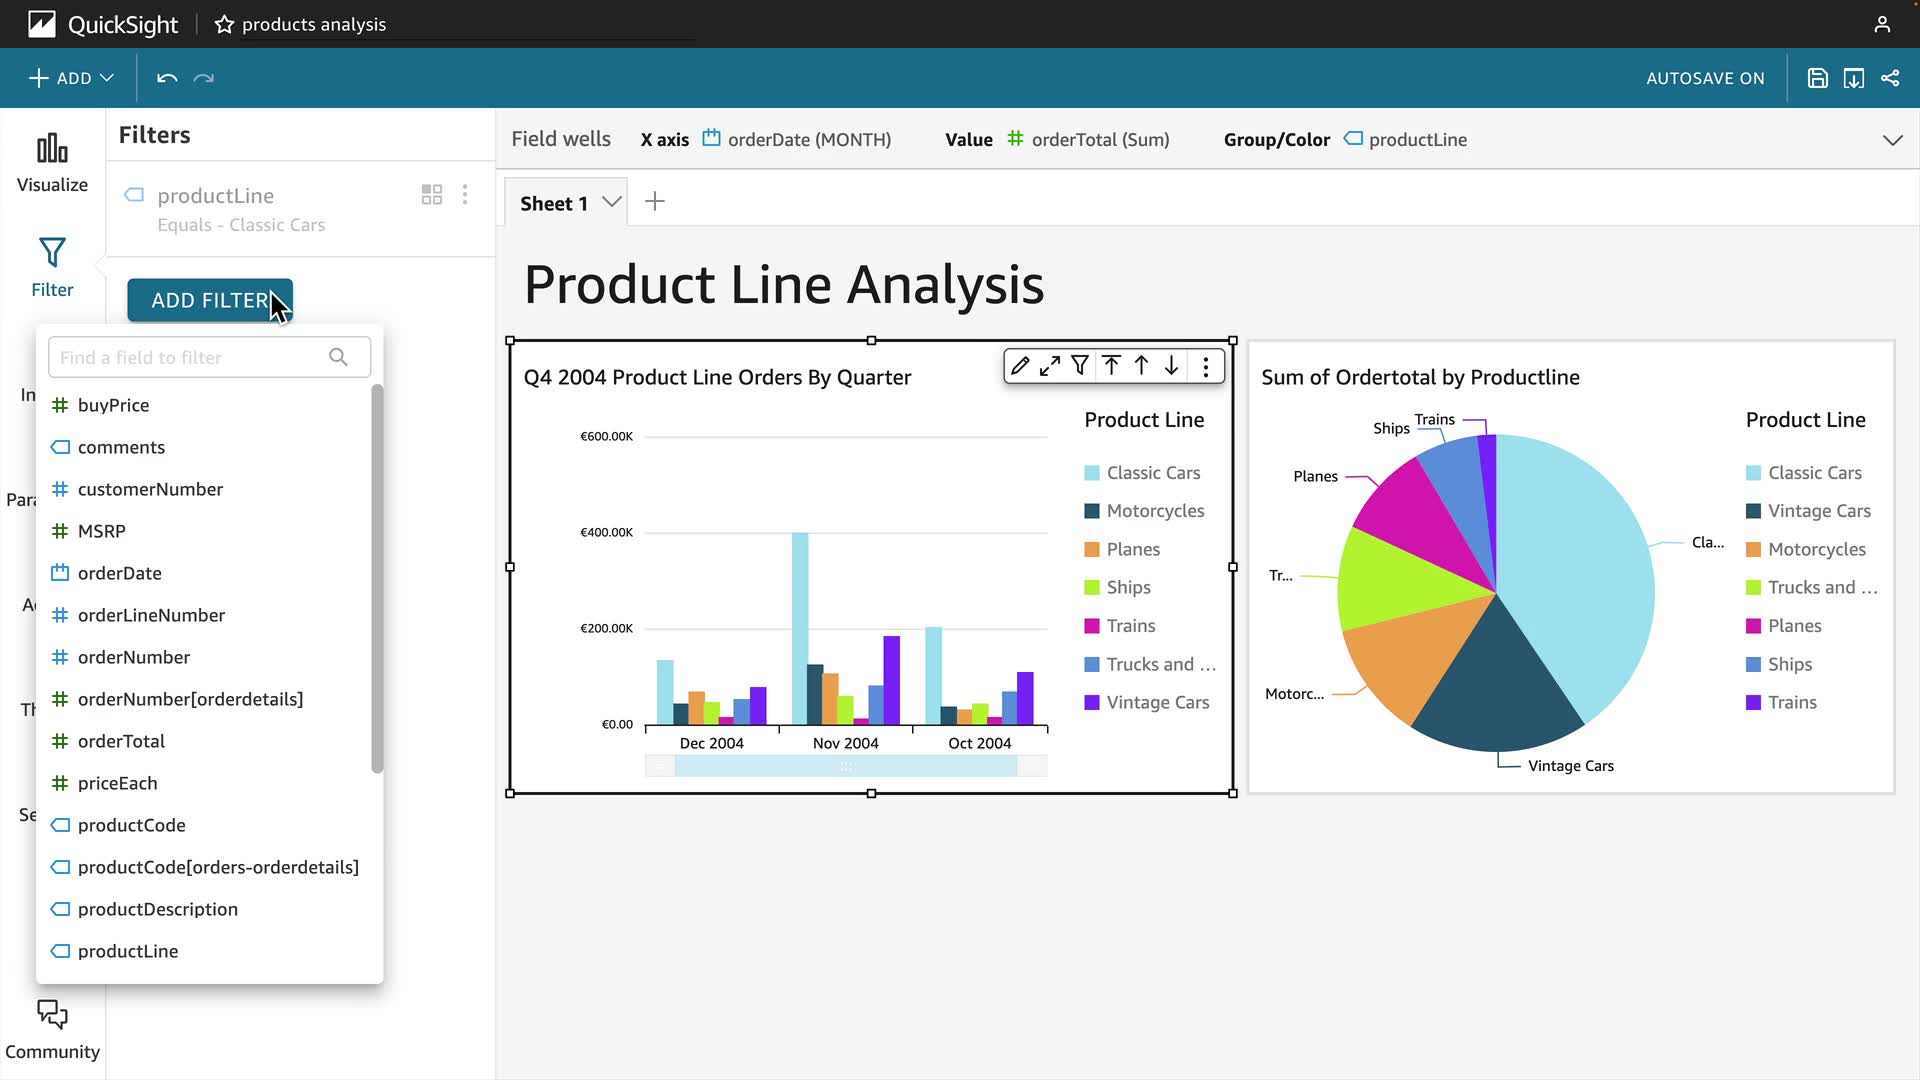 QuickSight
products analysis
ADD
AUTOSAVE ON
Visualize
Filter
In
Para
Ac
Th
Se
Community
Filters
productLine
Equals - Classic Cars
ADD FILTER
Find a field to filter
buyPrice
comments
customerNumber
MSRP
orderDate
orderLineNumber
orderNumber
orderNumber[orderdetails]
orderTotal
priceEach
productCode
productCode[orders-orderdetails]
productDescription
productLine
Field wells X axis orderDate (MONTH) Value orderTotal (Sum) Group/Color productLine
Sheet 1
Product Line Analysis
Q4 2004 Product Line Orders By Quarter
€600.00K
€400.00K
€200.00K
€0.00
Dec 2004 Nov 2004 Oct 2004
Product Line
Classic Cars
Motorcycles
Planes
Ships
Trains
Trucks and ...
Vintage Cars
Sum of Ordertotal by Productline
Trains
Ships
Planes
Cla...
Tr...
Motorc...
Vintage Cars
Product Line
Classic Cars
Vintage Cars
Motorcycles
Trucks and ...
Planes
Ships
Trains